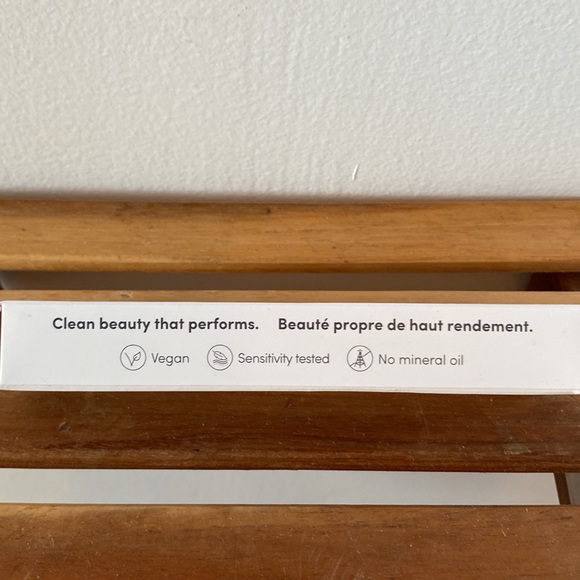 Clean beauty that performs. Beauté propre de haut rendement.
Vegan Sensitivity tested No mineral oil